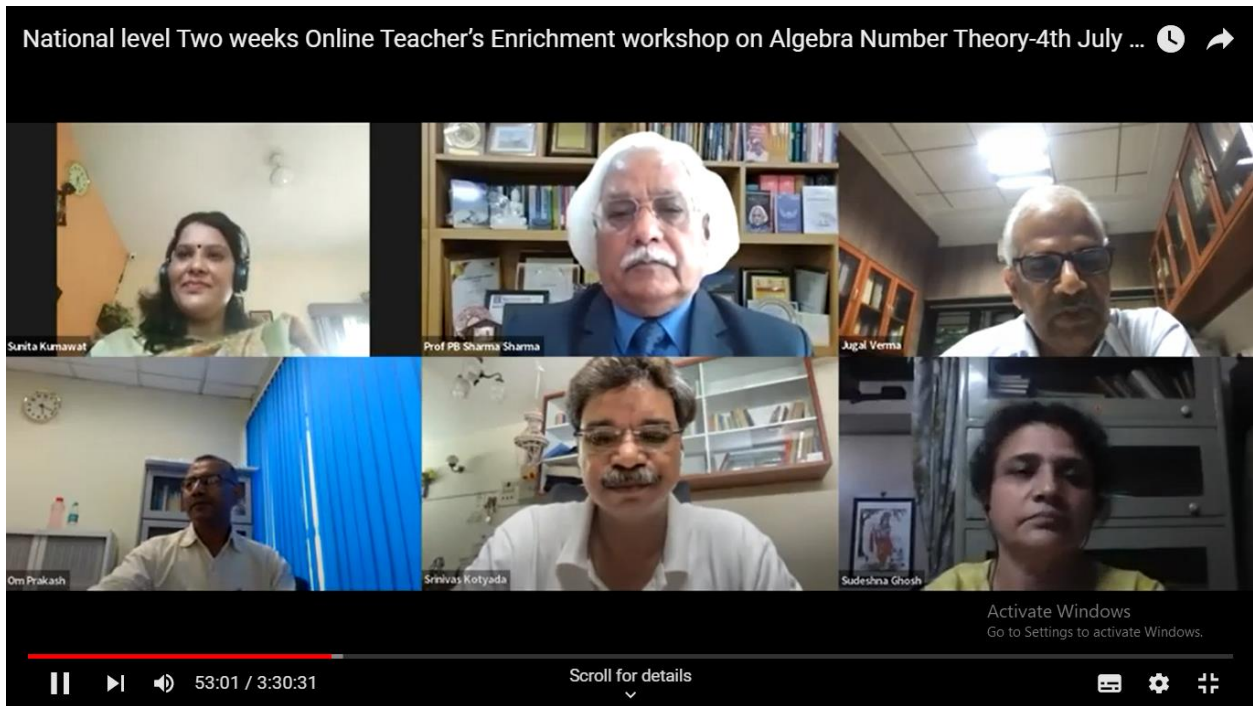 National level Two weeks Online Teacher's Enrichment workshop on Algebra Number Theory-4th July ...
Sunita Kumawat
Prof PB Sharma Sharma
Jugal Verma
Om Prakash
Srinivas Kotyada
Sudeshna Ghosh
Activate Windows
Go to Settings to activate Windows.
53:01 / 3:30:31
Scroll for details